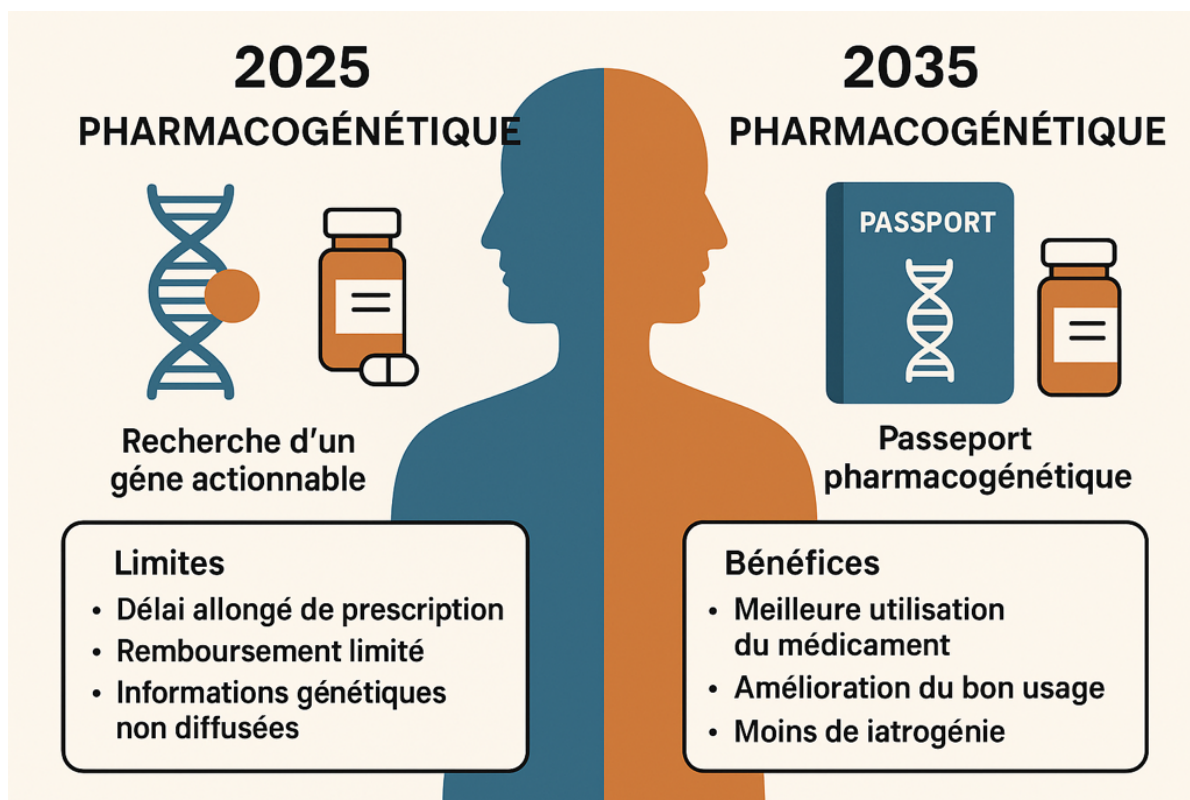 2025
PHARMACOGÉNÉTIQUE
Recherche d'un
géne actionnable
Limites
• Délai allongé de prescription
• Remboursement limité
• Informations génétiques
non diffusées
2035
PHARMACOGÉNÉTIQUE
PASSPORT
Passeport
pharmacogénétique
Bénéfices
• Meilleure utilisation
du médicament
• Amélioration du bon usage
• Moins de iatrogénie